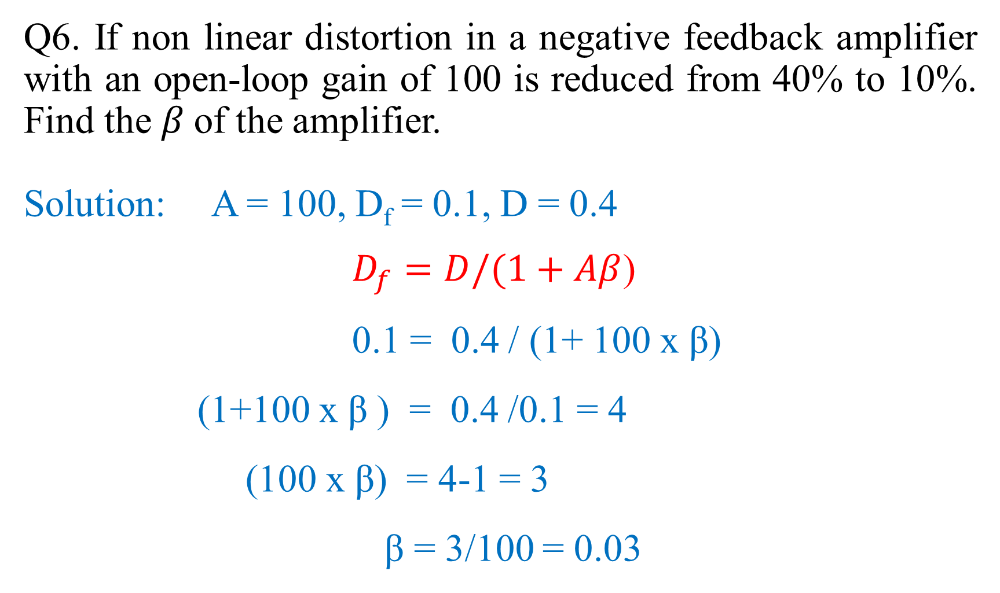 Q6. If non linear distortion in a negative feedback amplifier
with an open-loop gain of 100 is reduced from 40% to 10%.
Find the 𝛽 of the amplifier.
Solution: A = 100, D_f = 0.1, D = 0.4
D_f = D/(1 + Aβ)
0.1 = 0.4 / (1+ 100 x β)
(1+100 x β ) = 0.4 /0.1 = 4
(100 x β) = 4-1 = 3
β = 3/100 = 0.03